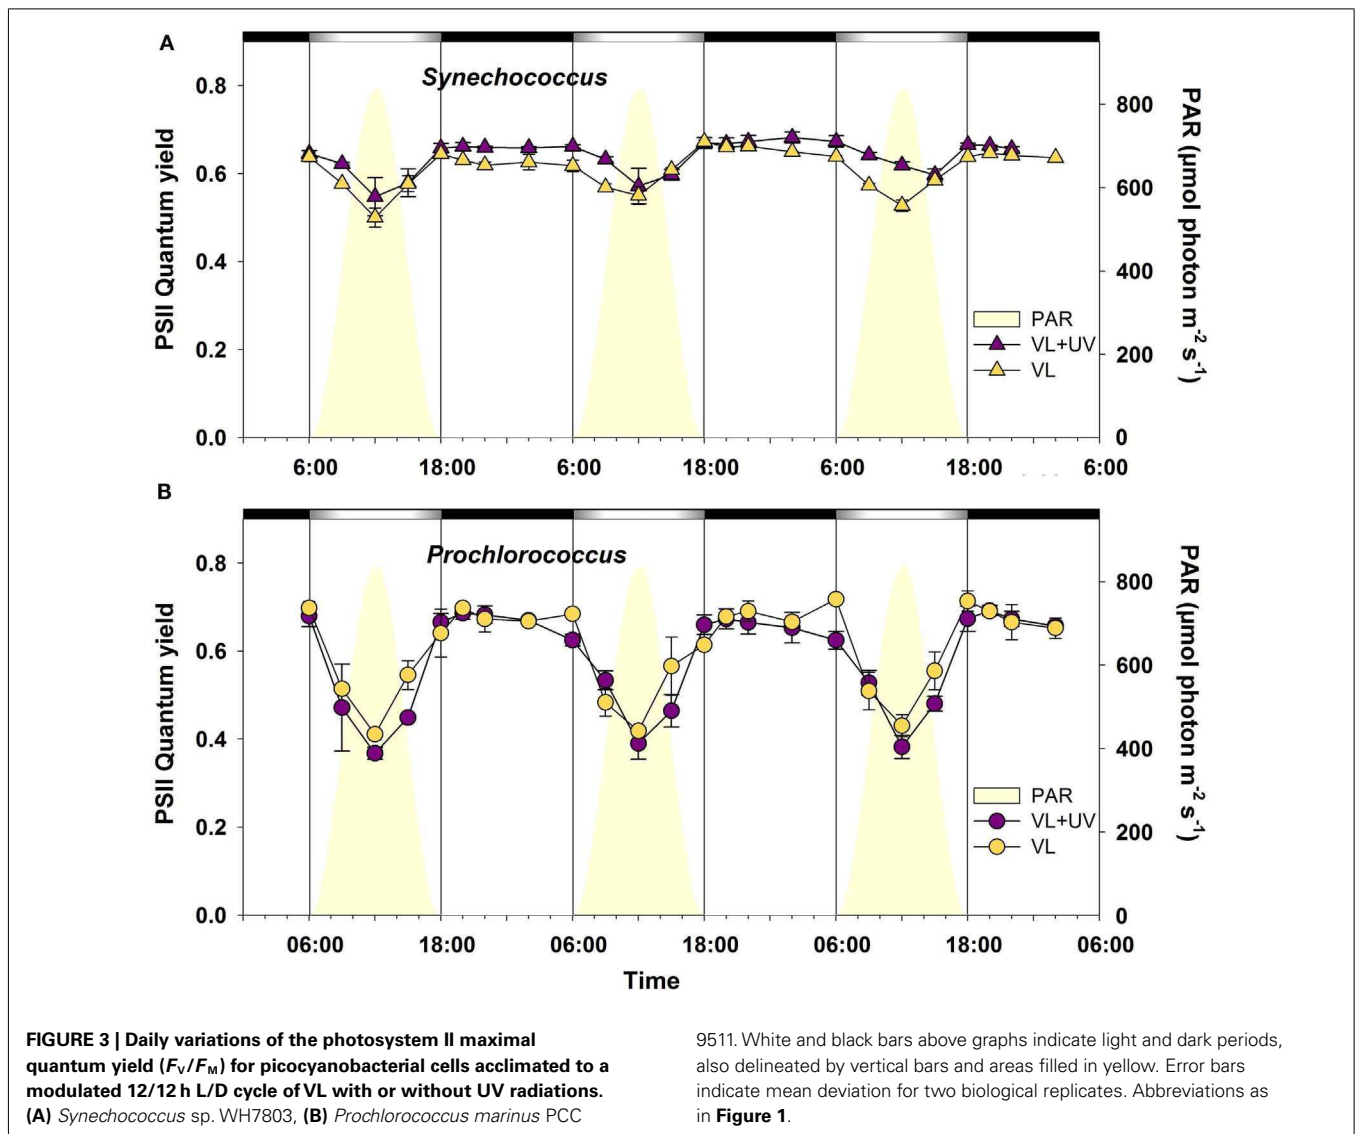 A
Synechococcus
0.8
0.6
0.4
0.2
0.0
PSII Quantum yield
800
600
400
200
0
PAR (µmol photon m-2 s-1)
PAR
VL+UV
VL
6:00 18:00 6:00 18:00 6:00 18:00 6:00
B
Prochlorococcus
0.8
0.6
0.4
0.2
0.0
PSII Quantum yield
800
600
400
200
0
PAR (µmol photon m-2 s-1)
PAR
VL+UV
VL
06:00 18:00 06:00 18:00 06:00 18:00 06:00
Time
FIGURE 3 | Daily variations of the photosystem II maximal
quantum yield (FV/FM) for picocyanobacterial cells acclimated to a
modulated 12/12 h L/D cycle of VL with or without UV radiations.
(A) Synechococcus sp. WH7803, (B) Prochlorococcus marinus PCC
9511. White and black bars above graphs indicate light and dark periods,
also delineated by vertical bars and areas filled in yellow. Error bars
indicate mean deviation for two biological replicates. Abbreviations as
in Figure 1.